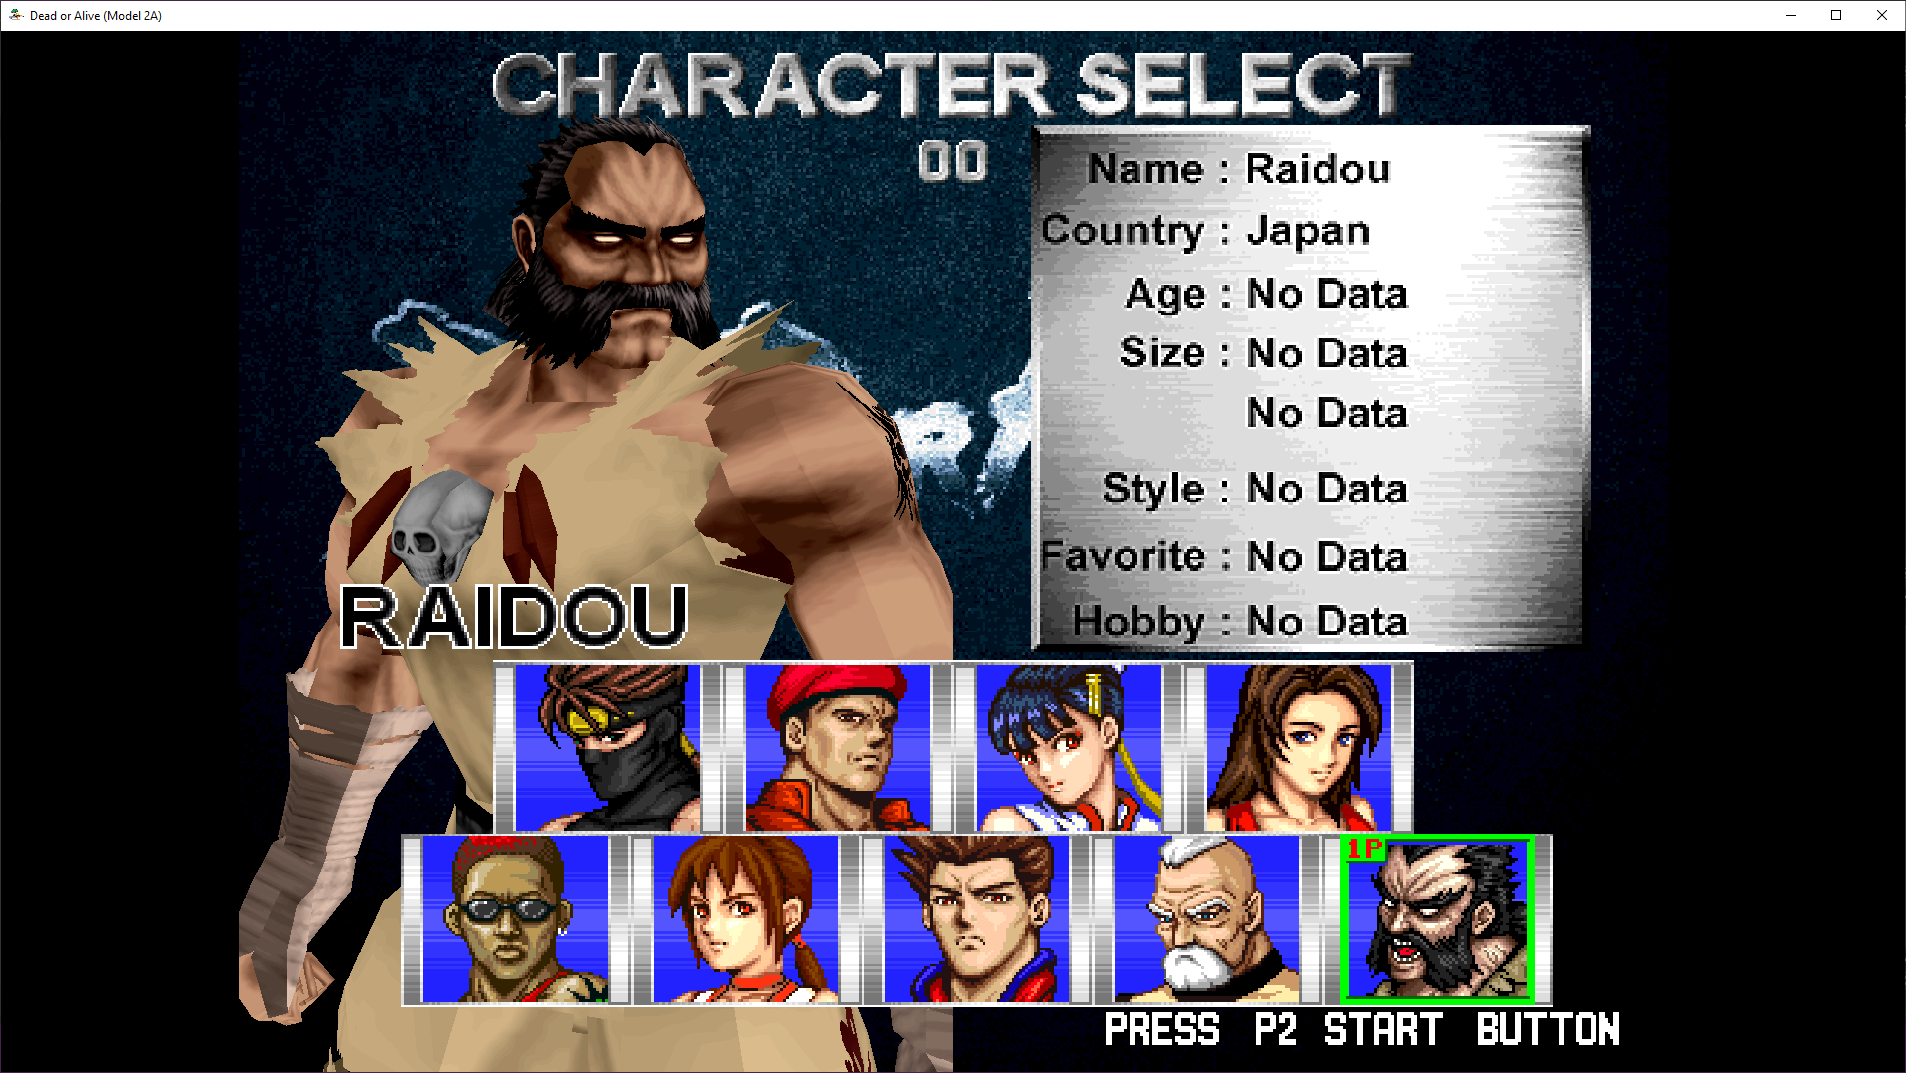 Dead or Alive (Model 2A)
CHARACTER SELECT
00
Name : Raidou
Country : Japan
Age : No Data
Size : No Data
No Data
Style : No Data
Favorite : No Data
Hobby : No Data
RAIDOU
1P
PRESS P2 START BUTTON